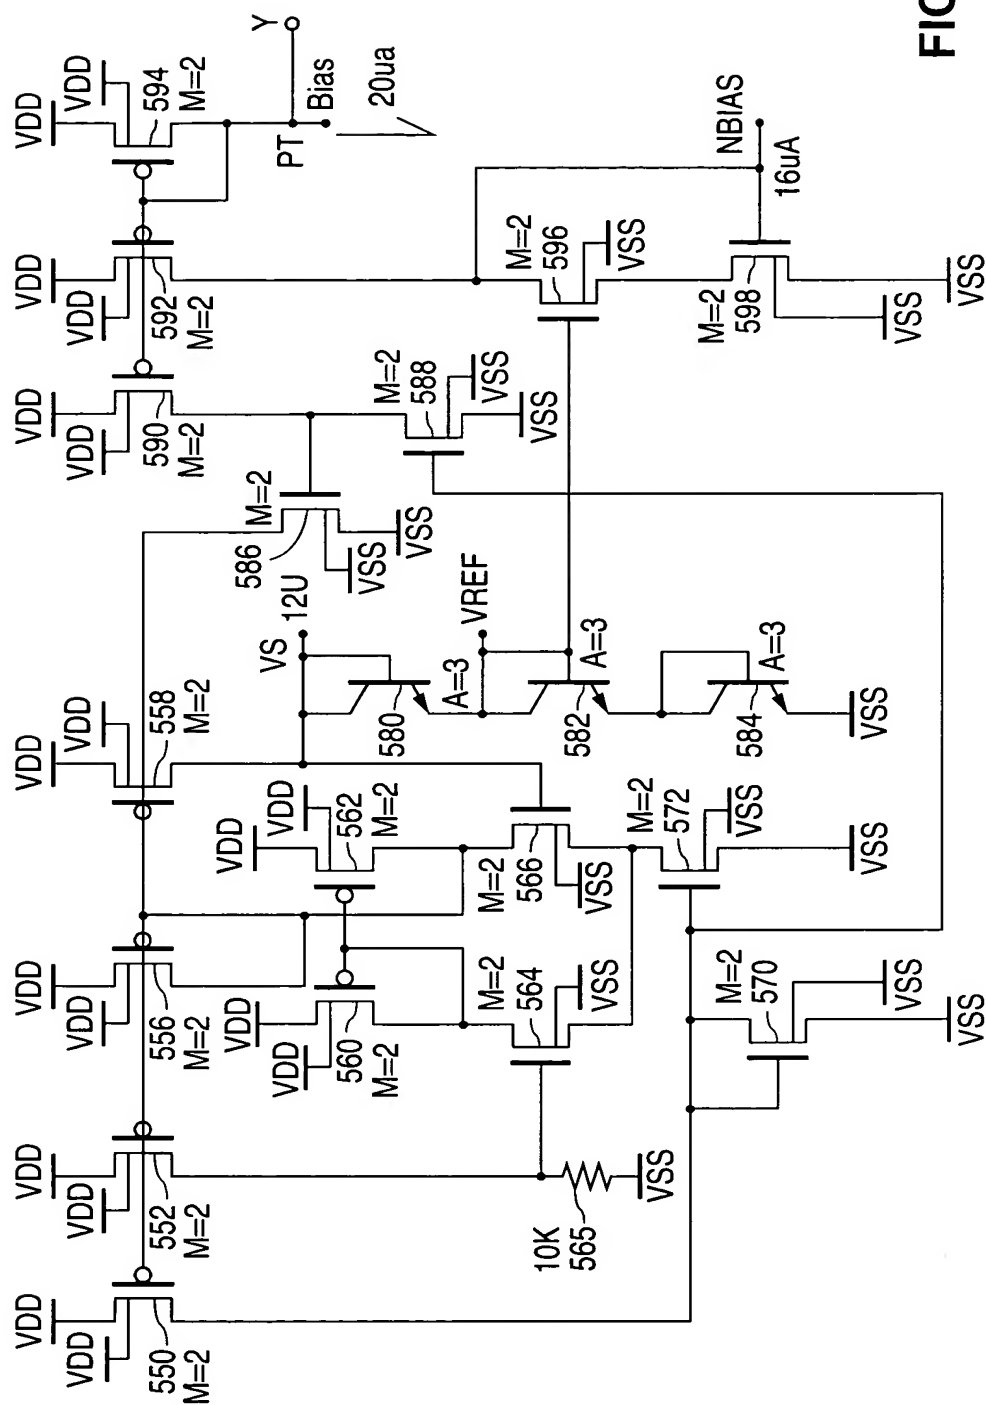 VDD
VDD
550
M=2
VDD
VDD
552
M=2
VDD
VDD
556
M=2
VDD
VDD
558
M=2
VDD
VDD
590
M=2
VDD
VDD
592
M=2
VDD
VDD
594
M=2
Y
PT
Bias
20ua
VDD
VDD
560
M=2
VDD
VDD
562
M=2
VS
12U
586
M=2
VSS
VSS
M=2
588
VSS
VSS
10K
565
VSS
M=2
564
VSS
M=2
566
VSS
580
A=3
VREF
582
A=3
584
A=3
VSS
M=2
596
VSS
M=2
570
VSS
VSS
M=2
572
VSS
VSS
M=2
598
VSS
VSS
NBIAS
16uA